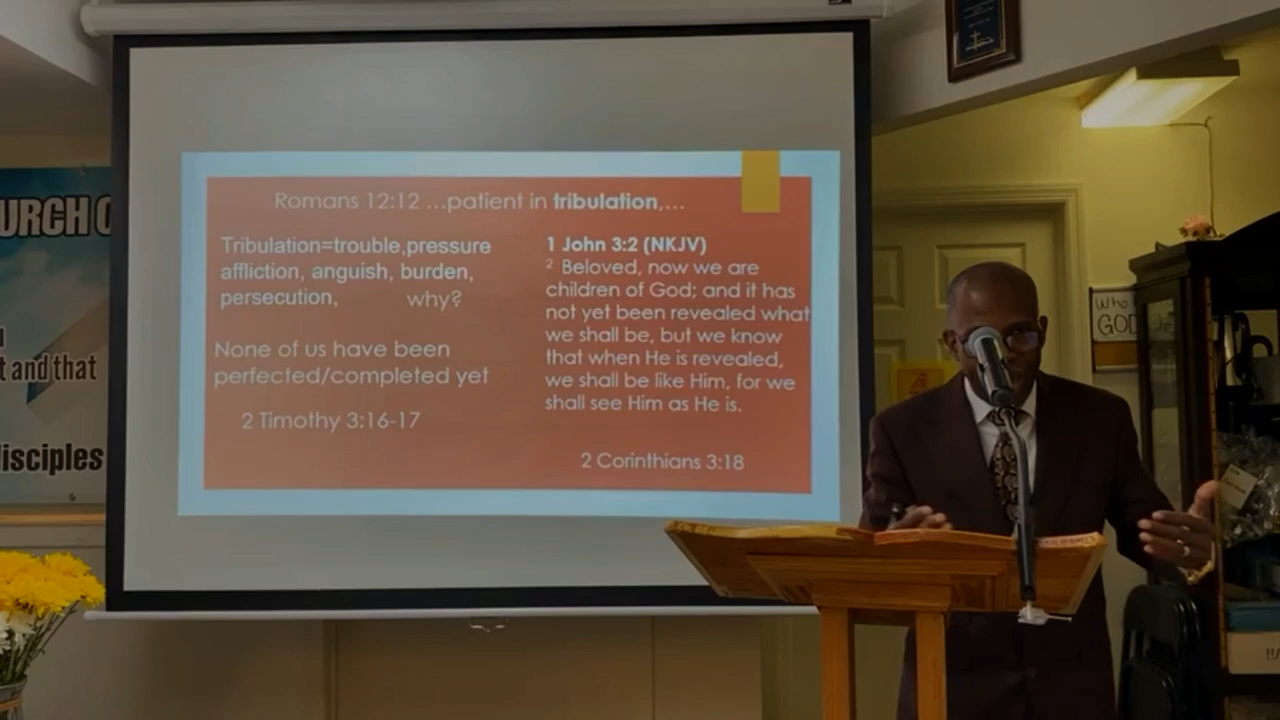 URCH
t and that
disciples
Romans 12:12 …patient in tribulation,…
Tribulation=trouble,pressure
affliction, anguish, burden,
persecution, why?
None of us have been
perfected/completed yet
2 Timothy 3:16-17
1 John 3:2 (NKJV)
2 Beloved, now we are
children of God; and it has
not yet been revealed what
we shall be, but we know
that when He is revealed,
we shall be like Him, for we
shall see Him as He is.
2 Corinthians 3:18
Who
GOD